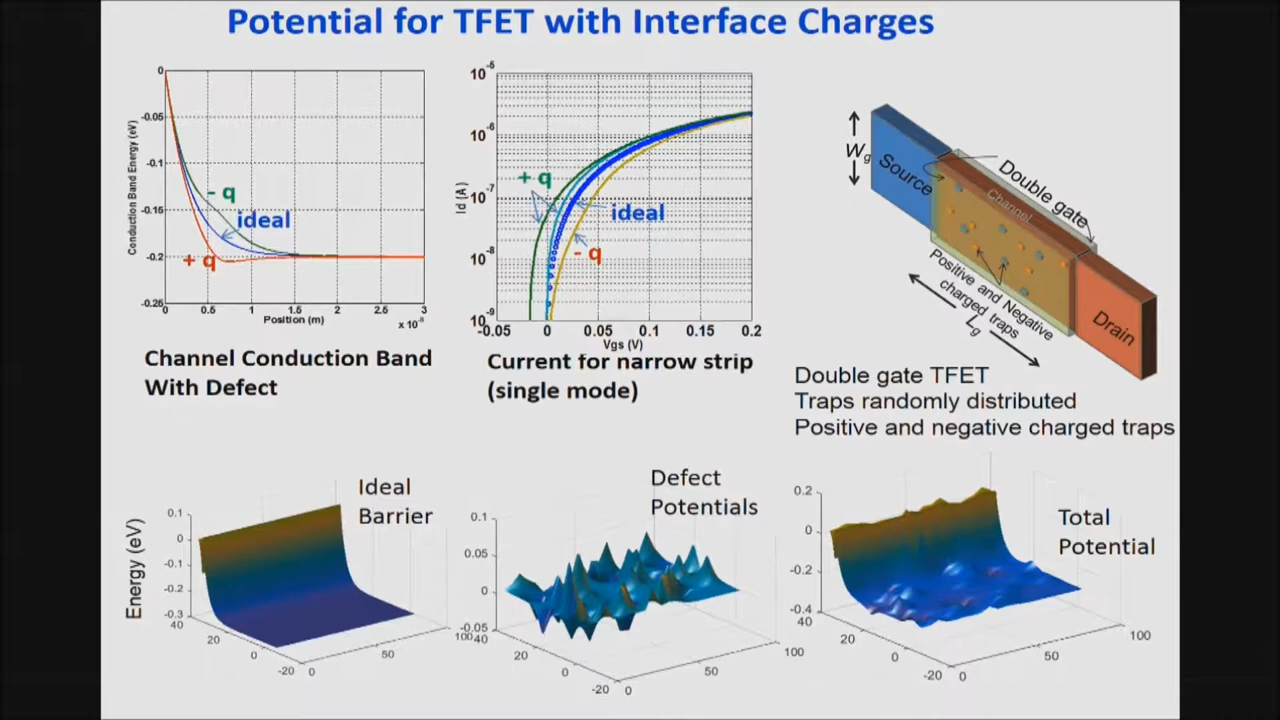 Potential for TFET with Interface Charges
Conduction Band Energy (eV)
0
-0.05
-0.1
-0.15
-0.2
-0.26
- q
ideal
+ q
0
0.5
1
1.5
2
2.5
3
Position (m)
x 10⁻⁸
Channel Conduction Band
With Defect
Id (A)
10⁻⁵
10⁻⁶
10⁻⁷
10⁻⁸
10⁻⁹
+ q
ideal
- q
-0.05
0
0.05
0.1
0.15
0.2
Vgs (V)
Current for narrow strip
(single mode)
Wg
Source
Channel
Double gate
Positive and Negative
charged traps
Lg
Drain
Double gate TFET
Traps randomly distributed
Positive and negative charged traps
Energy (eV)
0.1
0
-0.1
-0.2
-0.3
40
20
0
-20
0
50
100
Ideal
Barrier
0.1
0.05
0
-0.05
40
20
0
-20
0
50
100
Defect
Potentials
0.2
0
-0.2
-0.4
40
20
0
-20
0
50
100
Total
Potential